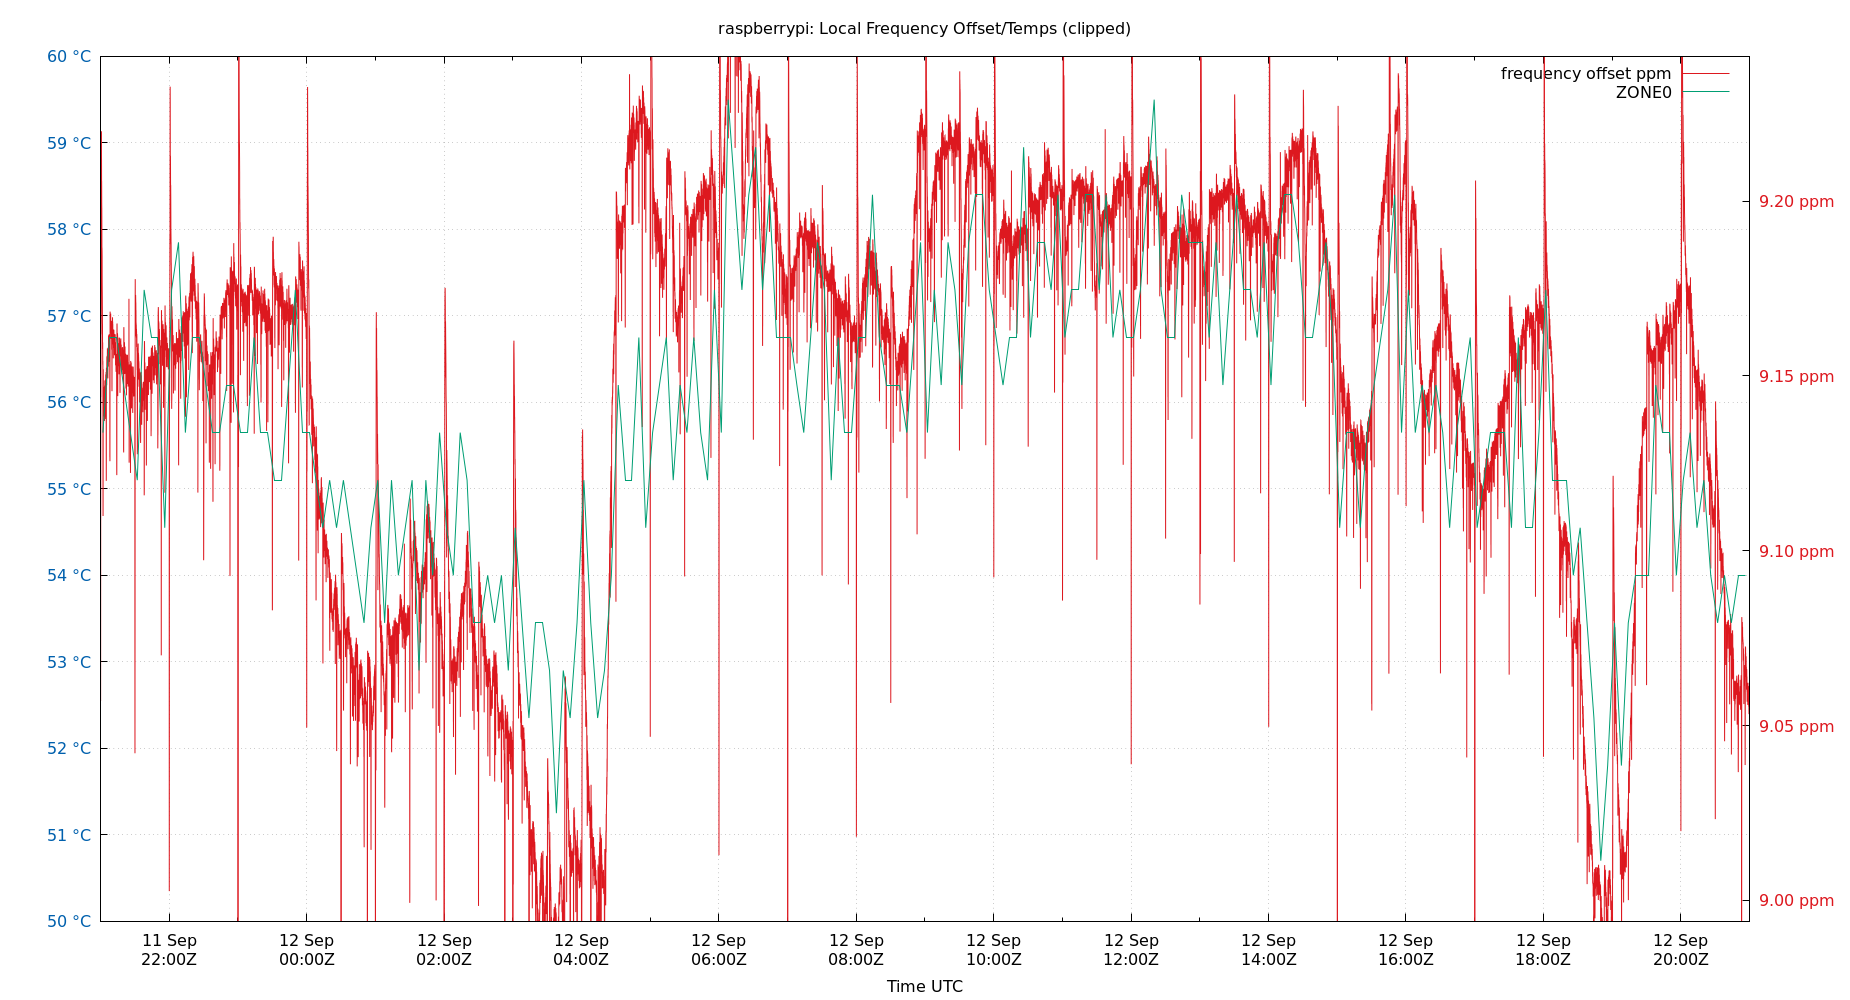 raspberrypi: Local Frequency Offset/Temps (clipped)
frequency offset ppm
ZONE0
60 °C
59 °C
58 °C
57 °C
56 °C
55 °C
54 °C
53 °C
52 °C
51 °C
50 °C
9.20 ppm
9.15 ppm
9.10 ppm
9.05 ppm
9.00 ppm
11 Sep
22:00Z
12 Sep
00:00Z
12 Sep
02:00Z
12 Sep
04:00Z
12 Sep
06:00Z
12 Sep
08:00Z
12 Sep
10:00Z
12 Sep
12:00Z
12 Sep
14:00Z
12 Sep
16:00Z
12 Sep
18:00Z
12 Sep
20:00Z
Time UTC